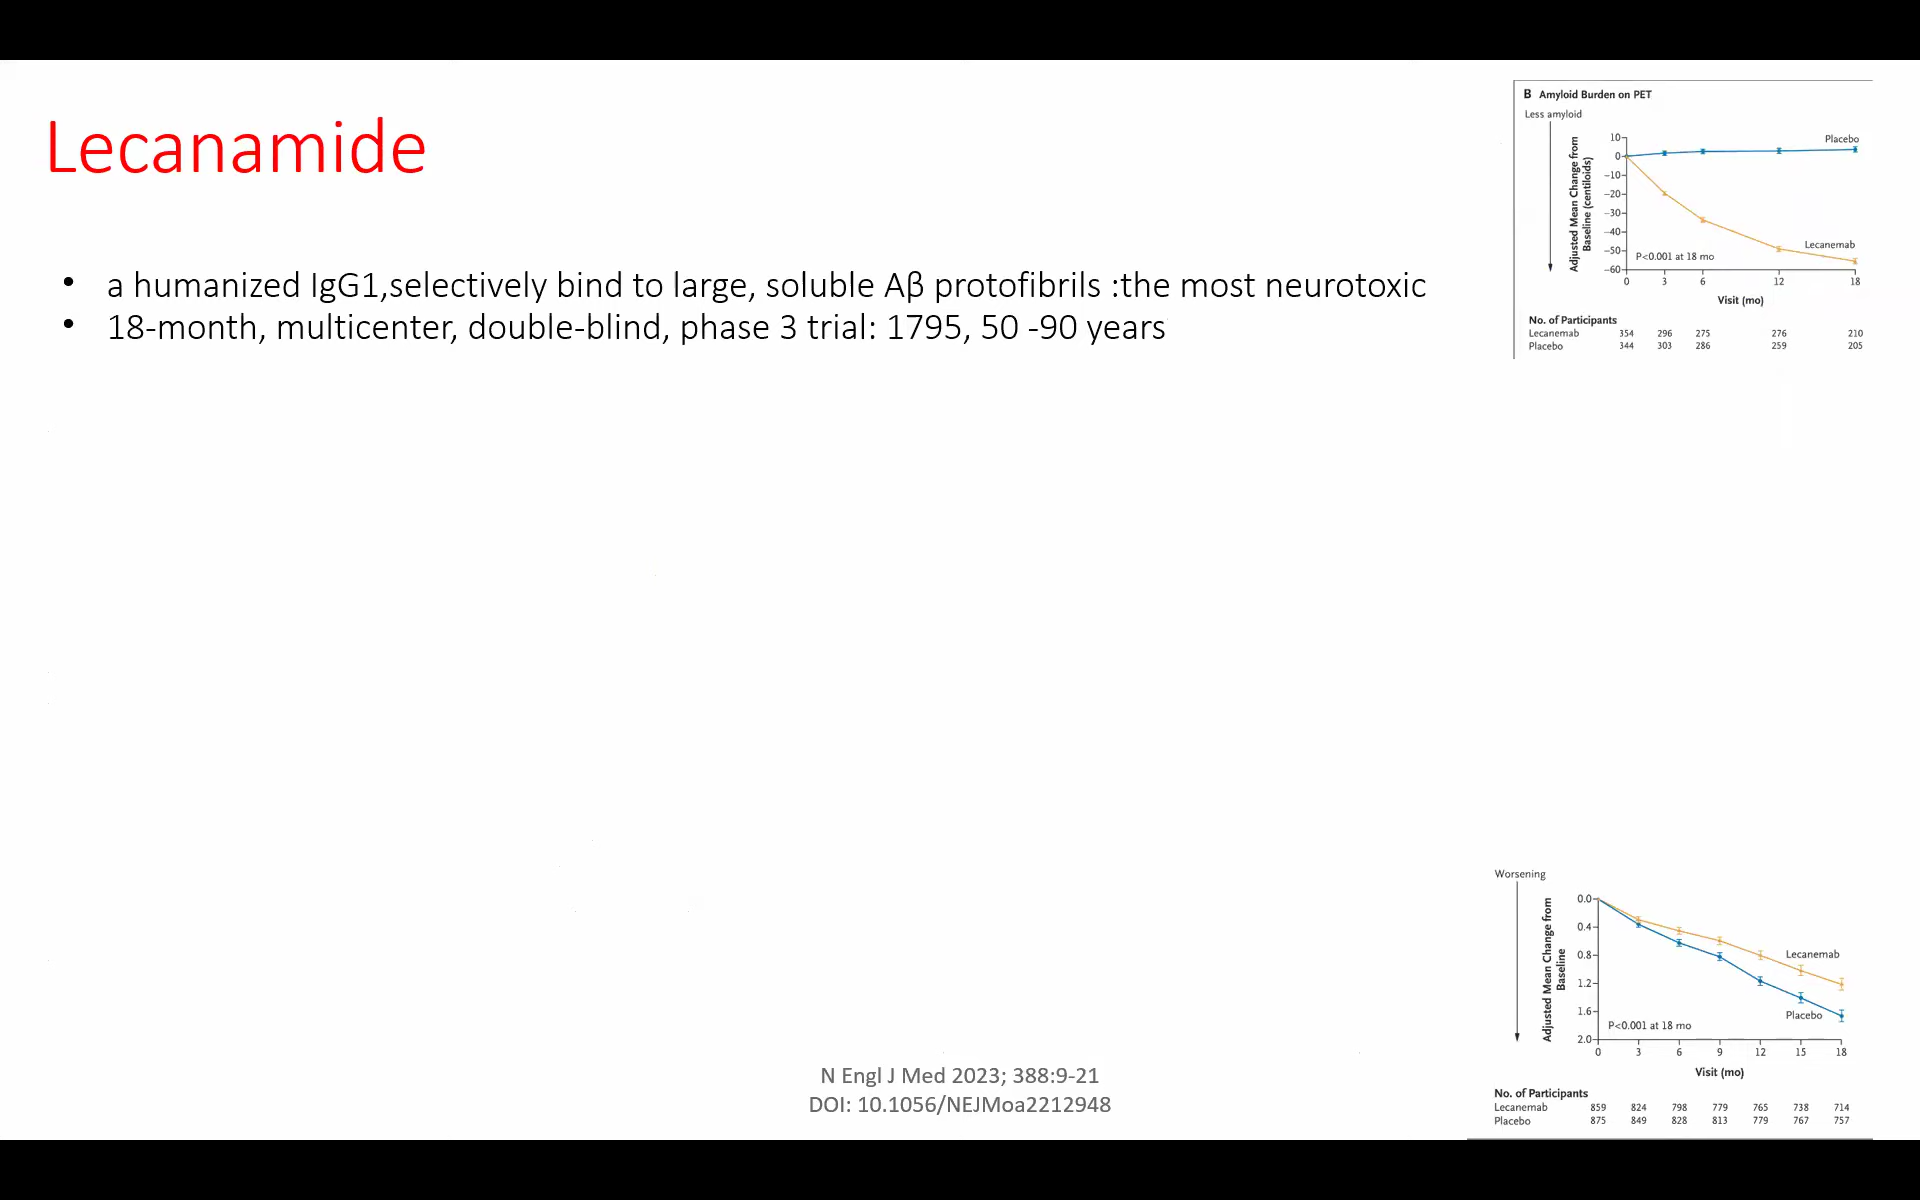 Lecanamide
• a humanized IgG1,selectively bind to large, soluble Aβ protofibrils :the most neurotoxic
• 18-month, multicenter, double-blind, phase 3 trial: 1795, 50 -90 years
B Amyloid Burden on PET
Less amyloid
Adjusted Mean Change from
Baseline (centiloids)
10
0
−10
−20
−30
−40
−50
−60
Placebo
Lecanemab
P<0.001 at 18 mo
0 3 6 12 18
Visit (mo)
No. of Participants
Lecanemab 354 296 275 276 210
Placebo 344 303 286 259 205
Worsening
Adjusted Mean Change from
Baseline
0.0
0.4
0.8
1.2
1.6
2.0
Lecanemab
Placebo
P<0.001 at 18 mo
0 3 6 9 12 15 18
Visit (mo)
No. of Participants
Lecanemab 859 824 798 779 765 738 714
Placebo 875 849 828 813 779 767 757
N Engl J Med 2023; 388:9-21
DOI: 10.1056/NEJMoa2212948